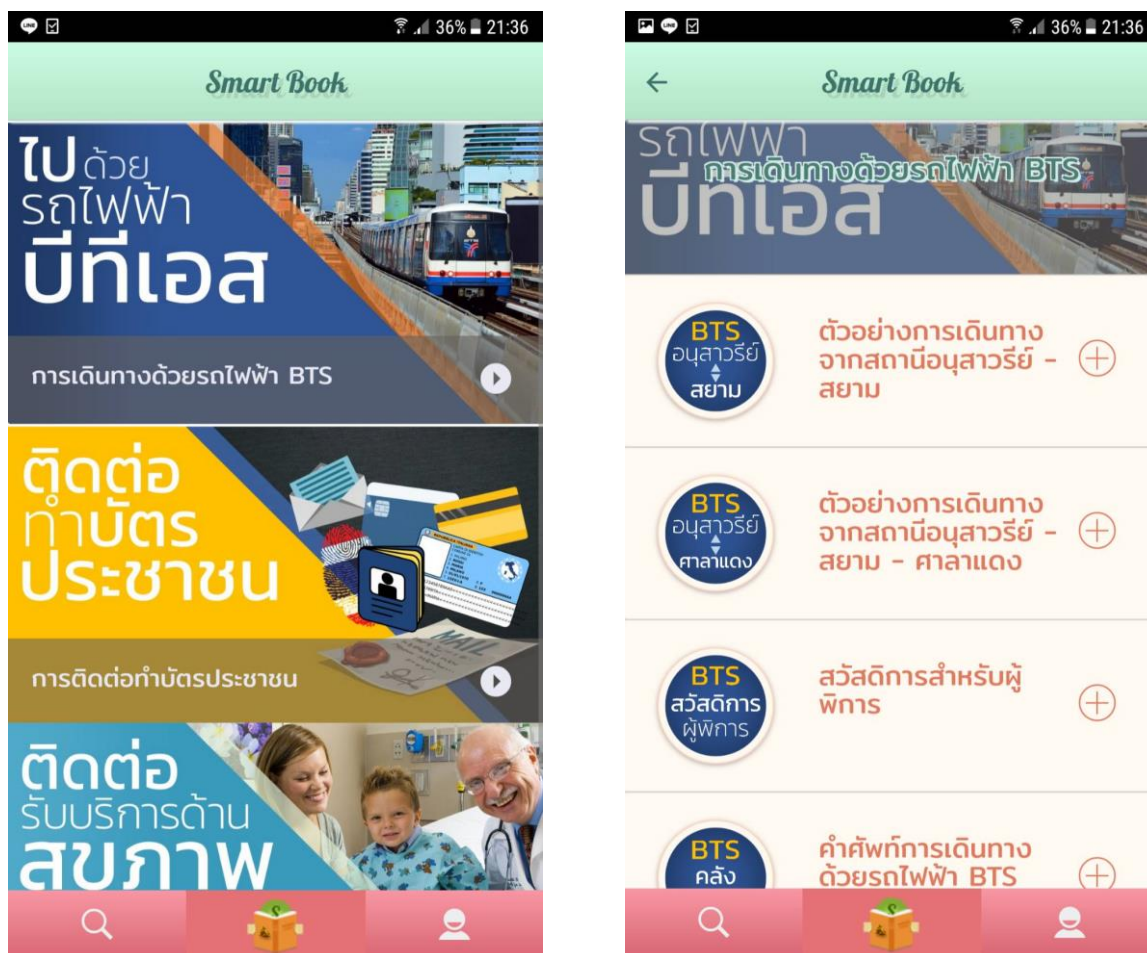 36% 21:36
Smart Book
ไปด้วย
รถไฟฟ้า
บีทีเอส
การเดินทางด้วยรถไฟฟ้า BTS
ติดต่อ
ทำบัตร
ประชาชน
MAIL
การติดต่อทำบัตรประชาชน
ติดต่อ
รับบริการด้าน
สุขภาพ
36% 21:36
Smart Book
รถไฟฟ้า
การเดินทางด้วยรถไฟฟ้า BTS
บีทีเอส
BTS
อนุสาวรีย์
สยาม
ตัวอย่างการเดินทาง
จากสถานีอนุสาวรีย์ -
สยาม
BTS
อนุสาวรีย์
ศาลาแดง
ตัวอย่างการเดินทาง
จากสถานีอนุสาวรีย์ -
สยาม - ศาลาแดง
BTS
สวัสดิการ
ผู้พิการ
สวัสดิการสำหรับผู้
พิการ
BTS
คลัง
คำศัพท์การเดินทาง
ด้วยรถไฟฟ้า BTS